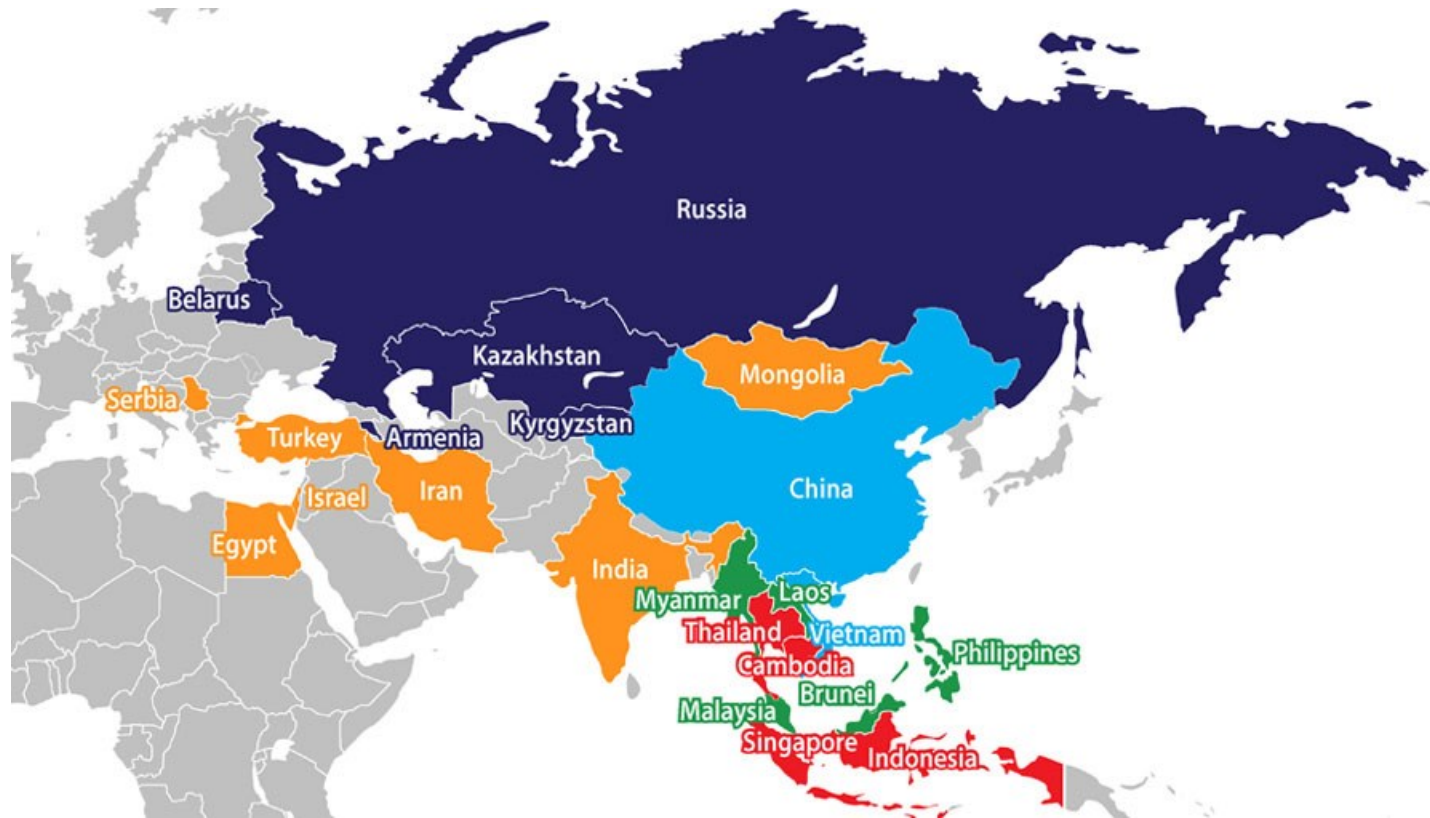 Russia
Belarus
Kazakhstan
Mongolia
Serbia
Kyrgyzstan
Turkey
Armenia
China
Iran
Israel
Egypt
India
Laos
Myanmar
Thailand
Vietnam
Philippines
Cambodia
Brunei
Malaysia
Singapore
Indonesia